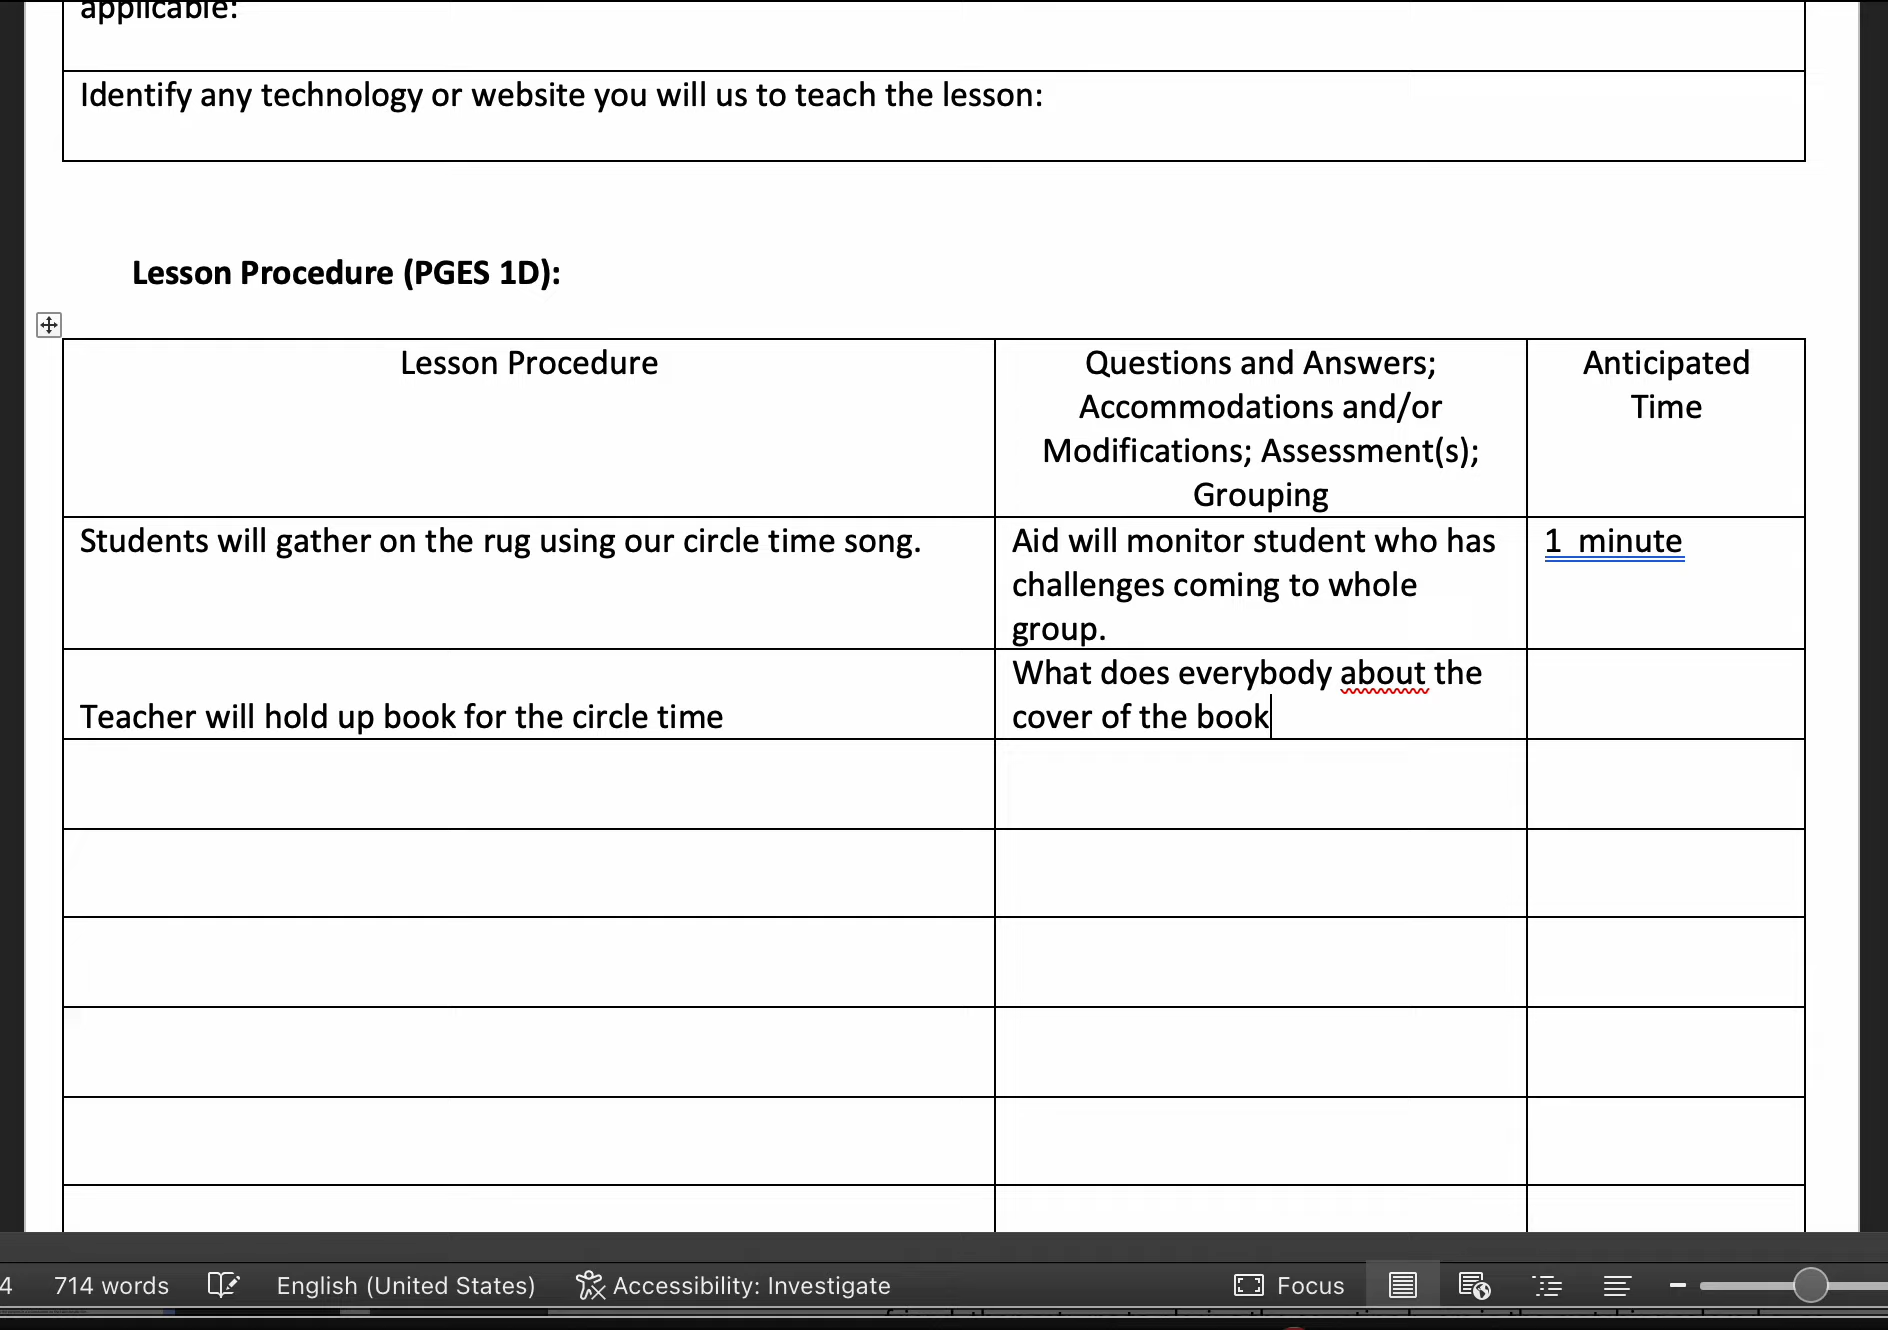 applicable:
Identify any technology or website you will us to teach the lesson:
Lesson Procedure (PGES 1D):
Lesson Procedure
Questions and Answers;
Accommodations and/or
Modifications; Assessment(s);
Grouping
Anticipated
Time
Students will gather on the rug using our circle time song.
Aid will monitor student who has
challenges coming to whole
group.
1  minute
Teacher will hold up book for the circle time
What does everybody about the
cover of the book
4
714 words
English (United States)
Accessibility: Investigate
Focus